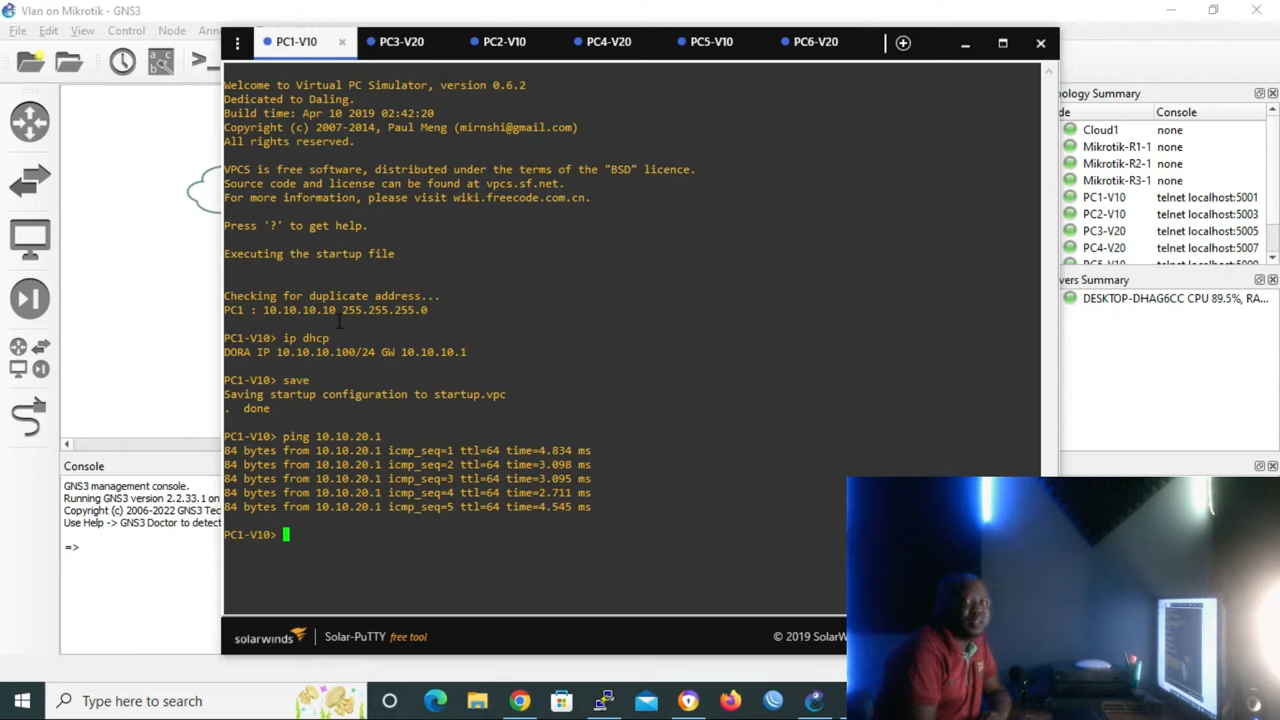 Vlan on Mikrotik - GNS3
File Edit View Control Node Ann
PC1-V10 PC3-V20 PC2-V10 PC4-V20 PC5-V10 PC6-V20
Welcome to Virtual PC Simulator, version 0.6.2
Dedicated to Daling.
Build time: Apr 10 2019 02:42:20
Copyright (c) 2007-2014, Paul Meng (mirnshi@gmail.com)
All rights reserved.
VPCS is free software, distributed under the terms of the "BSD" licence.
Source code and license can be found at vpcs.sf.net.
For more information, please visit wiki.freecode.com.cn.
Press '?' to get help.
Executing the startup file
Checking for duplicate address...
PC1 : 10.10.10.10 255.255.255.0
PC1-V10> ip dhcp
DORA IP 10.10.10.100/24 GW 10.10.10.1
PC1-V10> save
Saving startup configuration to startup.vpc
. done
PC1-V10> ping 10.10.20.1
84 bytes from 10.10.20.1 icmp_seq=1 ttl=64 time=4.834 ms
84 bytes from 10.10.20.1 icmp_seq=2 ttl=64 time=3.098 ms
84 bytes from 10.10.20.1 icmp_seq=3 ttl=64 time=3.095 ms
84 bytes from 10.10.20.1 icmp_seq=4 ttl=64 time=2.711 ms
84 bytes from 10.10.20.1 icmp_seq=5 ttl=64 time=4.545 ms
PC1-V10>
solarwinds Solar-PuTTY free tool
© 2019 SolarW
pology Summary
de Console
Cloud1 none
Mikrotik-R1-1 none
Mikrotik-R2-1 none
Mikrotik-R3-1 none
PC1-V10 telnet localhost:5001
PC2-V10 telnet localhost:5003
PC3-V20 telnet localhost:5005
PC4-V20 telnet localhost:5007
vers Summary
DESKTOP-DHAG6CC CPU 89.5%, RA...
Console
GNS3 management console.
Running GNS3 version 2.2.33.1 on
Copyright (c) 2006-2022 GNS3 Tec
Use Help -> GNS3 Doctor to detect
=>
Type here to search